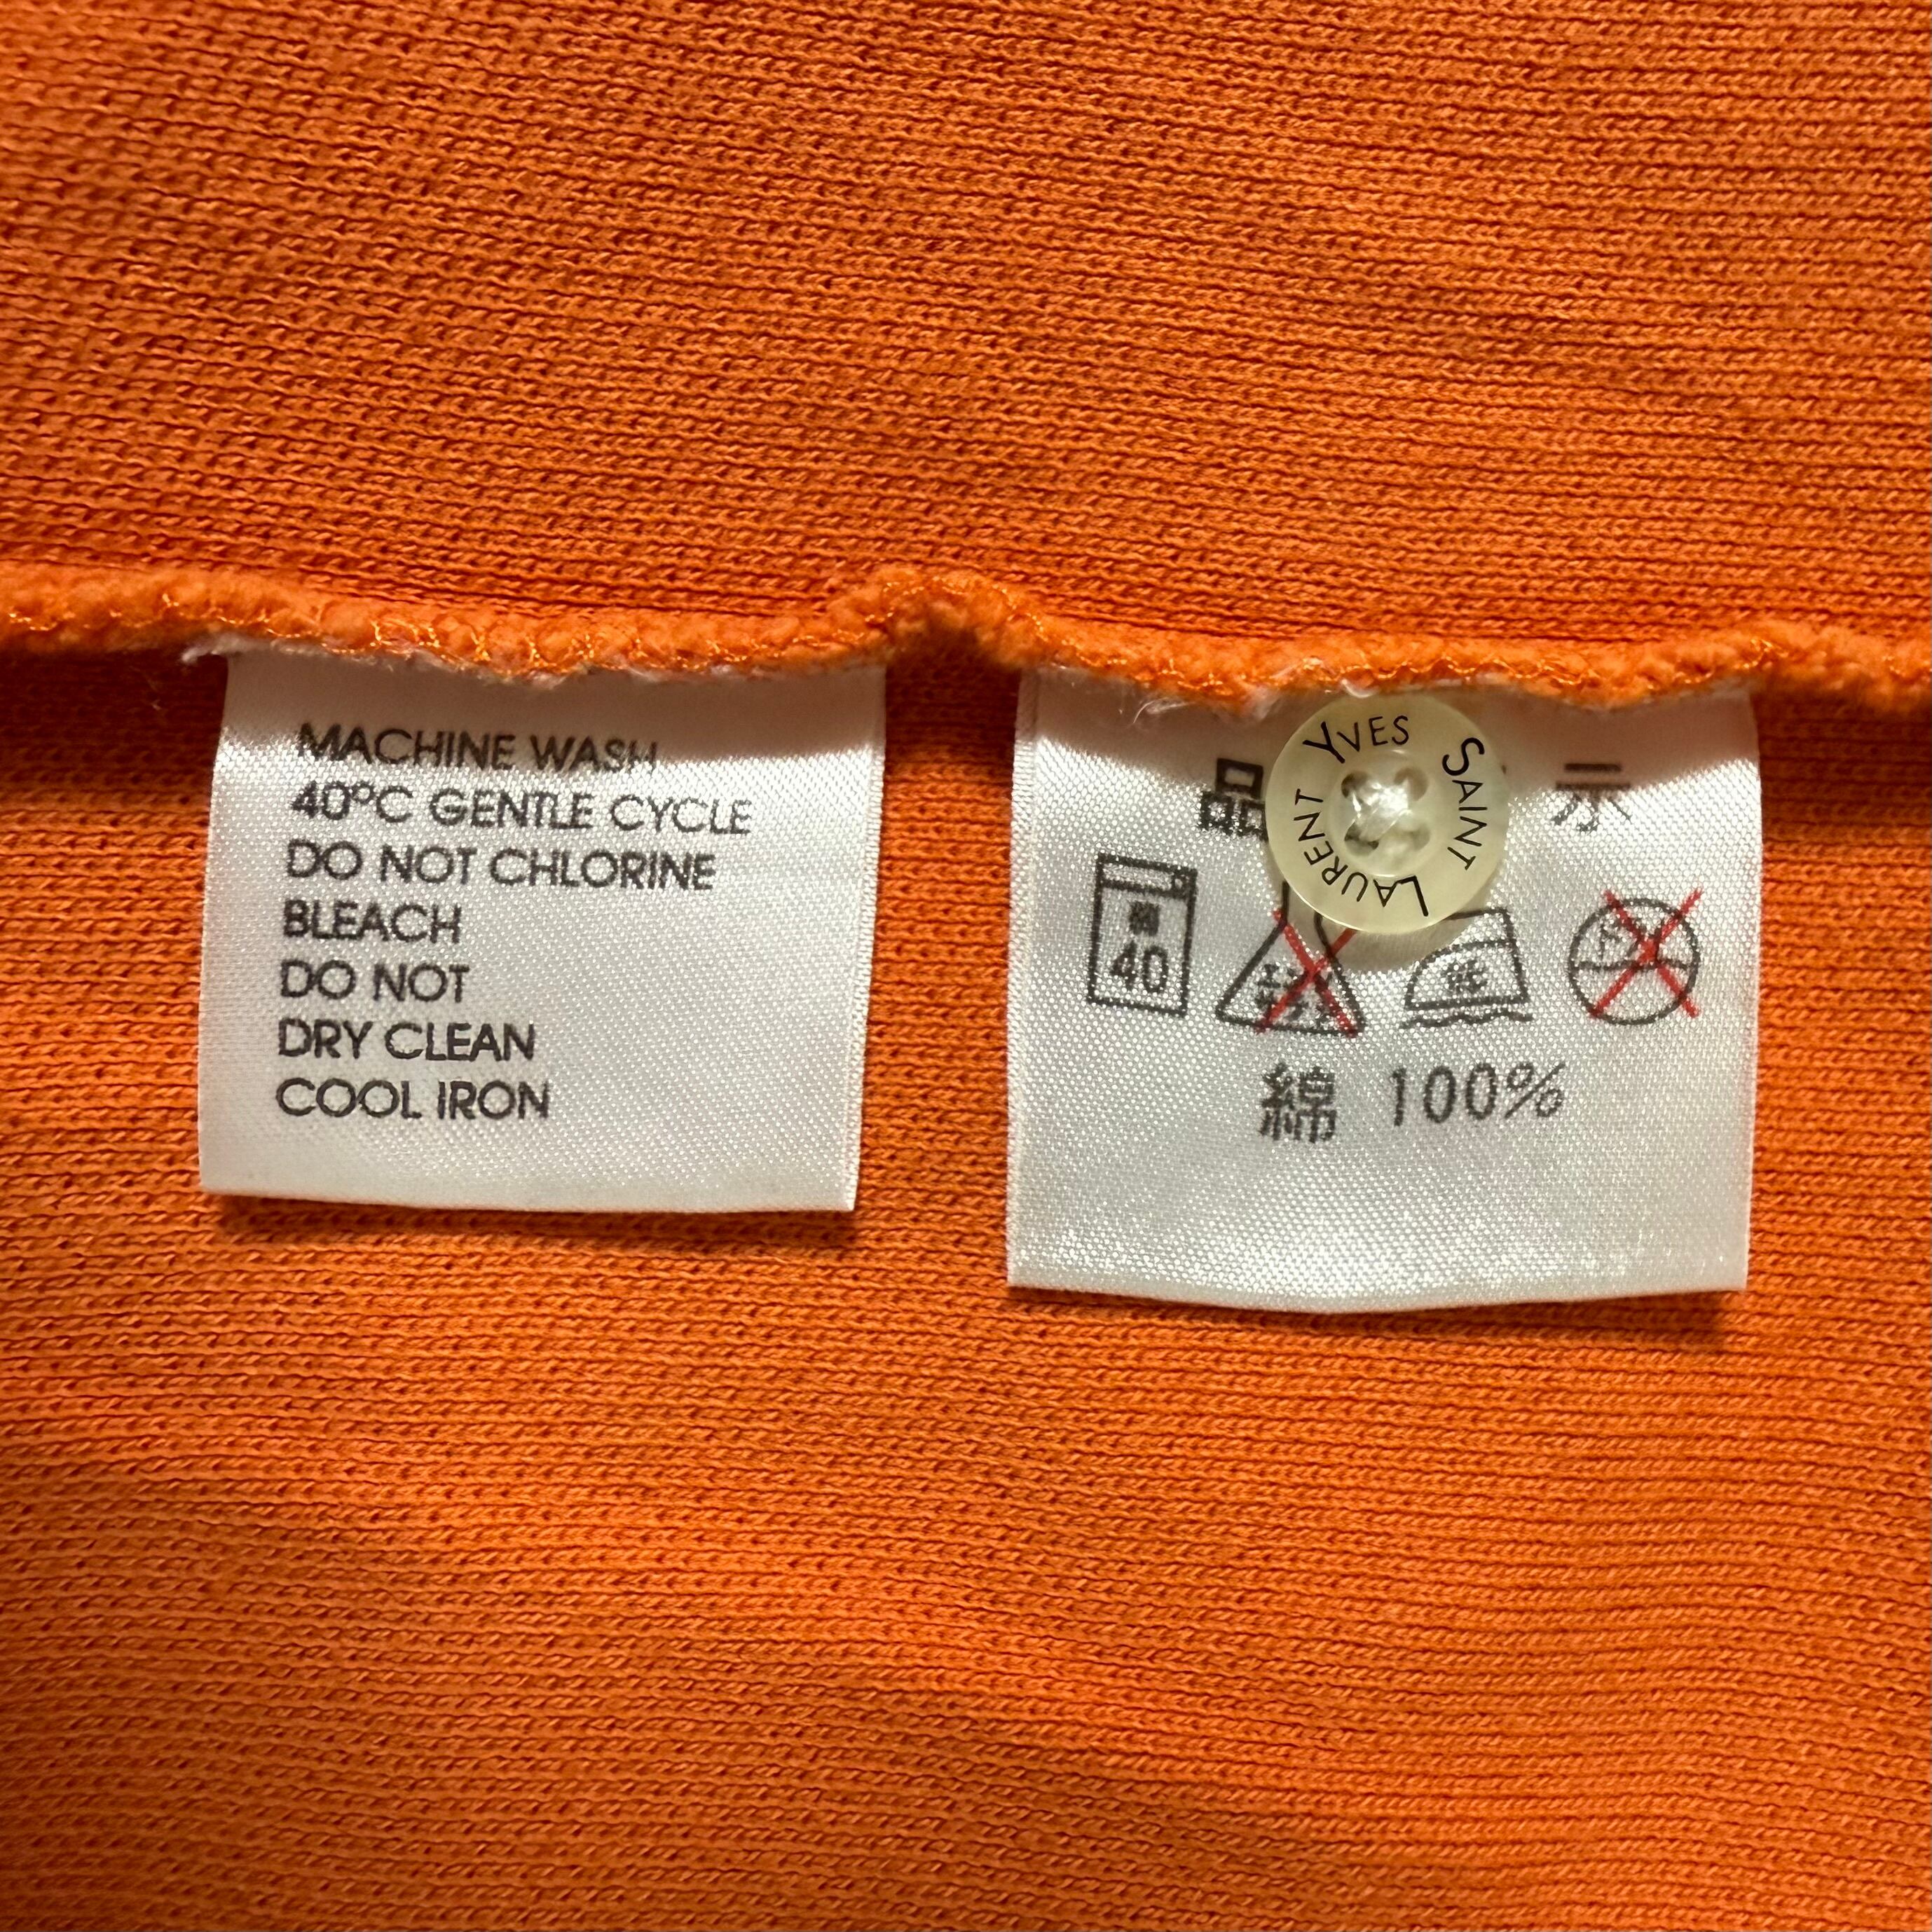 MACHINE WASH
40°C GENTLE CYCLE
DO NOT CHLORINE
BLEACH
DO NOT
DRY CLEAN
COOL IRON
YVES SAINT LAURENT
品 示
40
低
綿 100%